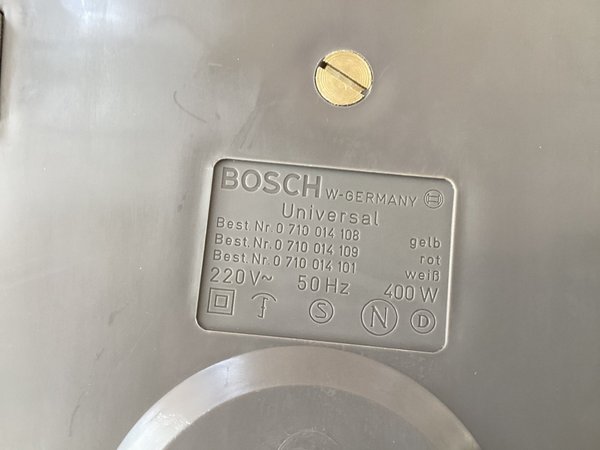 BOSCH W-GERMANY
Universal
Best. Nr. 0 710 014 108 gelb
Best. Nr. 0 710 014 109 rot
Best. Nr. 0 710 014 101 weiß
220V~ 50 Hz 400 W
S N D